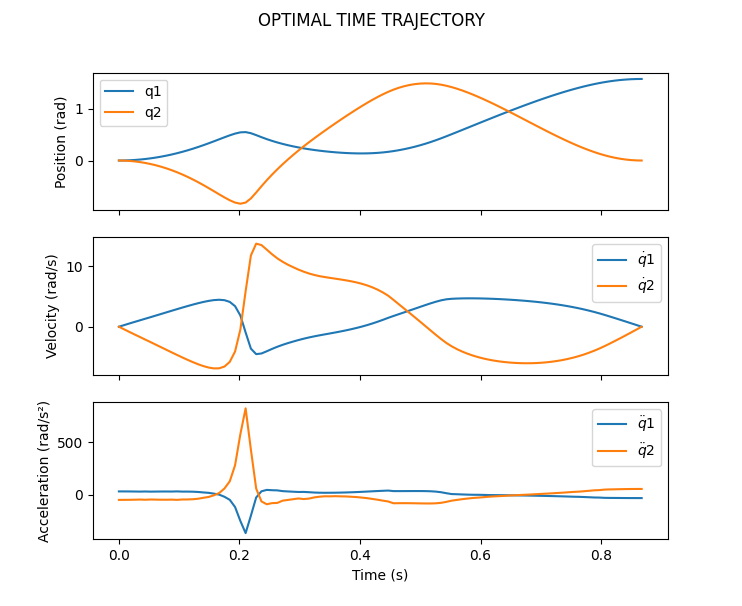 OPTIMAL TIME TRAJECTORY
Position (rad)
1
0
q1
q2
Velocity (rad/s)
10
0
q̇1
q̇2
Acceleration (rad/s²)
500
0
q̈1
q̈2
0.0 0.2 0.4 0.6 0.8
Time (s)